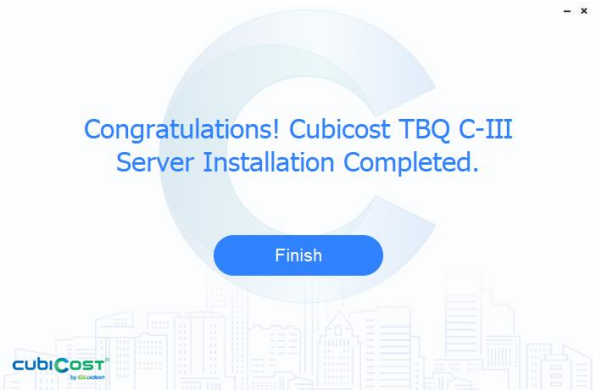 Congratulations! Cubicost TBQ C-III
Server Installation Completed.
Finish
cubiCost
by Glodon